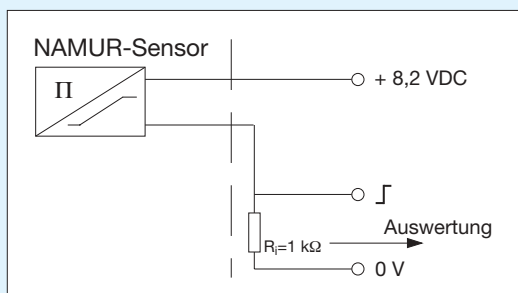 NAMUR-Sensor
Π
+ 8,2 VDC
Auswertung
Ri=1 kΩ
0 V